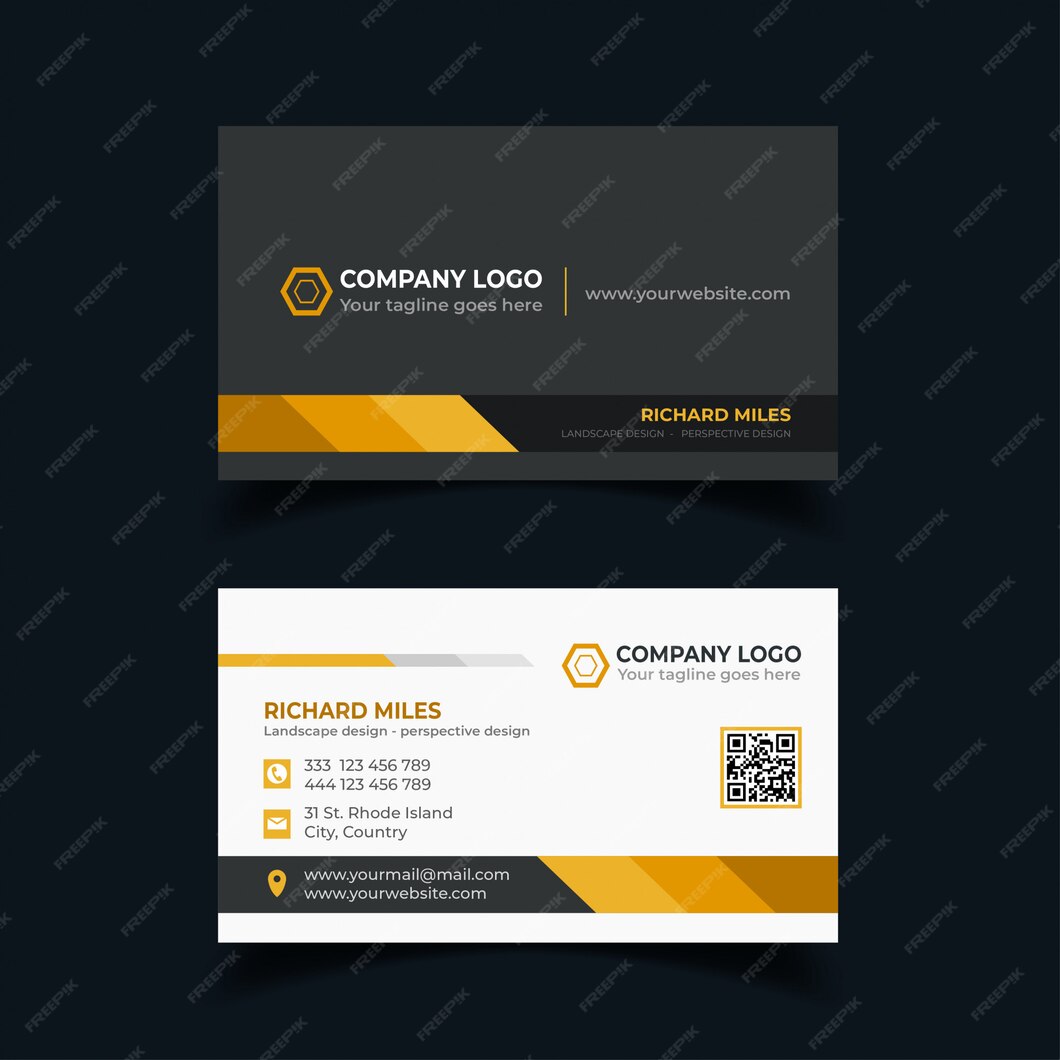 COMPANY LOGO
Your tagline goes here
www.yourwebsite.com
RICHARD MILES
LANDSCAPE DESIGN - PERSPECTIVE DESIGN
COMPANY LOGO
Your tagline goes here
RICHARD MILES
Landscape design - perspective design
333 123 456 789
444 123 456 789
31 St. Rhode Island
City, Country
www.yourmail@mail.com
www.yourwebsite.com
FREEPIK